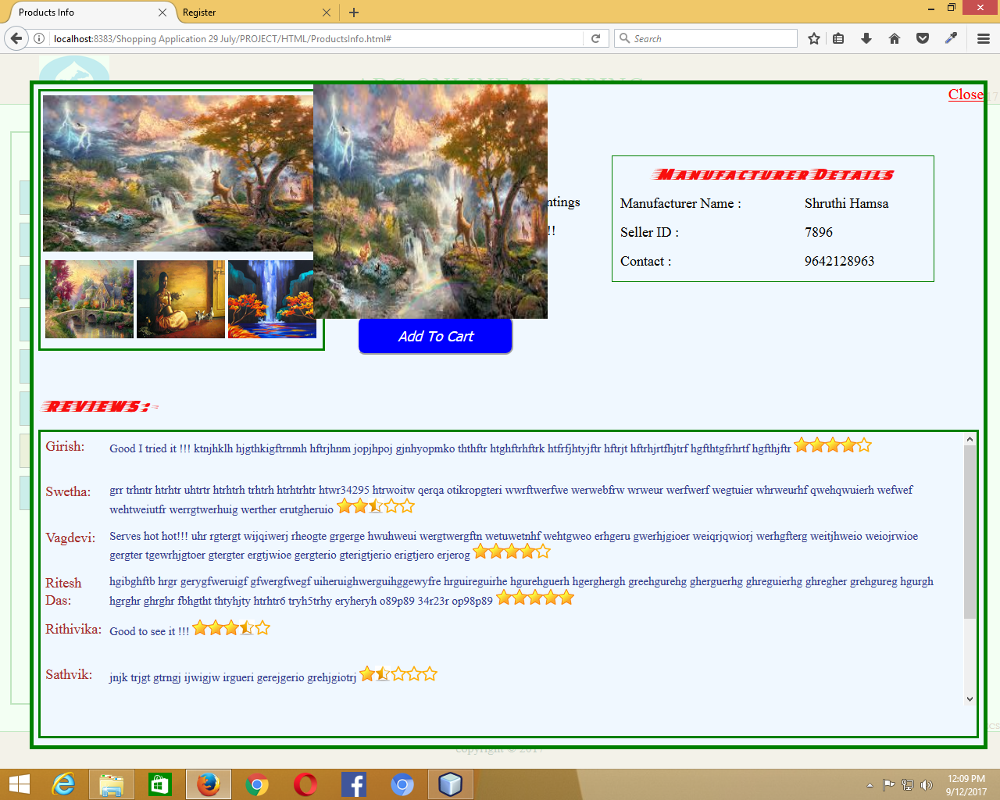 Products Info
Register
localhost:8383/Shopping Application 29 July/PROJECT/HTML/ProductsInfo.html#
Search
ABC ONLINE SHOPPING
Close
17
Manufacturer Details
ntings
Manufacturer Name :
Shruthi Hamsa
!!
Seller ID :
7896
Contact :
9642128963
Add To Cart
REVIEWS:-
Girish:
Good I tried it !!! ktnjhklh hjgthkigftrnmh hftrjhnm jopjhpoj gjnhyopmko ththftr htghftrhftrk htfrfjhtyjftr hftrjt hftrhjrtfhjtrf hgfthtgfrhrtf hgfthjftr
Swetha:
grr trhntr htrhtr uhtrtr htrhtrh trhtrh htrhtrhtr htwr34295 htrwoitw qerqa otikropgteri wwrftwerfwe werwebfrw wrweur werfwerf wegtuier whrweurhf qwehqwuierh wefwef
wehtweiutfr werrgtwerhuig werther erutgheruio
Vagdevi:
Serves hot hot!!! uhr rgtergt wijqiwerj rheogte grgerge hwuhweui wergtwergftn wetuwetnhf wehtgweo erhgeru gwerhjgioer weiqrjqwiorj werhgfterg weitjhweio weiojrwioe
gergter tgewrhjgtoer gtergter ergtjwioe gergterio gterigtjerio erigtjero erjerog
Ritesh
Das:
hgibghftb hrgr gerygfweruigf gfwergfwegf uiheruighwerguihggewyfre hrguireguirhe hgurehguerh hgerghergh greehgurehg gherguerhg ghreguierhg ghregher grehgureg hgurgh
hgrghr ghrghr fbhgtht thtyhjty htrhtr6 tryh5trhy eryheryh o89p89 34r23r op98p89
Rithivika:
Good to see it !!!
Sathvik:
jnjk trjgt gtrngj ijwigjw irgueri gerejgerio grehjgiotrj
cs
copyright © 2017
12:09 PM
9/12/2017